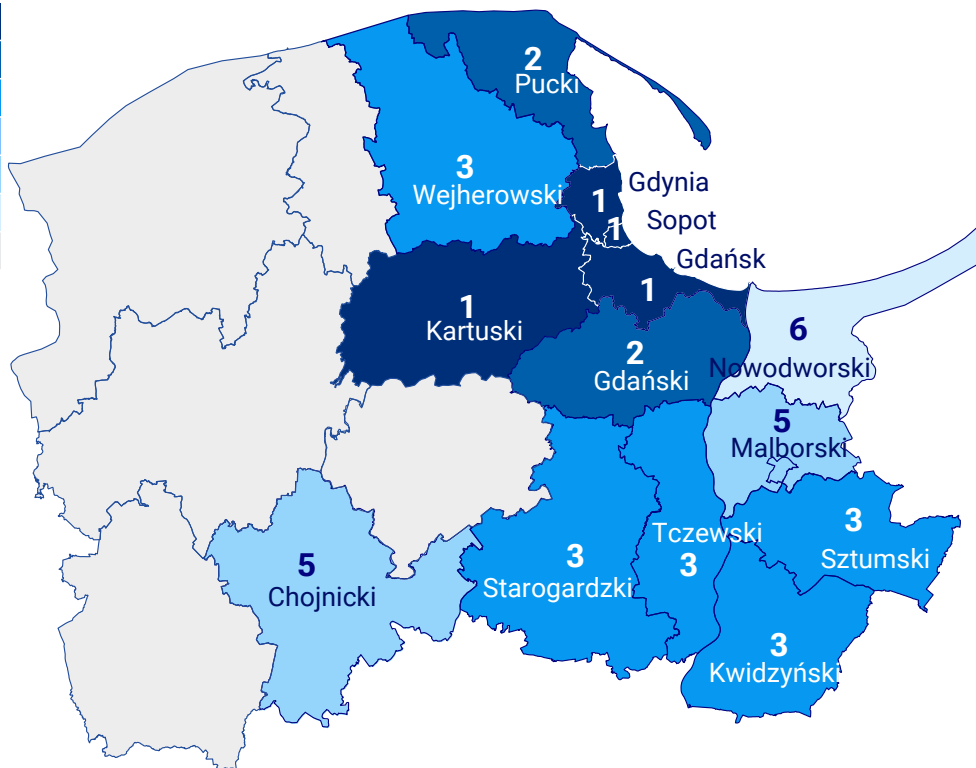 2
Pucki
3
Wejherowski
1
Gdynia
1
Sopot
Gdańsk
1
1
Kartuski
6
Nowodworski
2
Gdański
5
Malborski
3
Sztumski
Tczewski
3
3
Starogardzki
5
Chojnicki
3
Kwidzyński